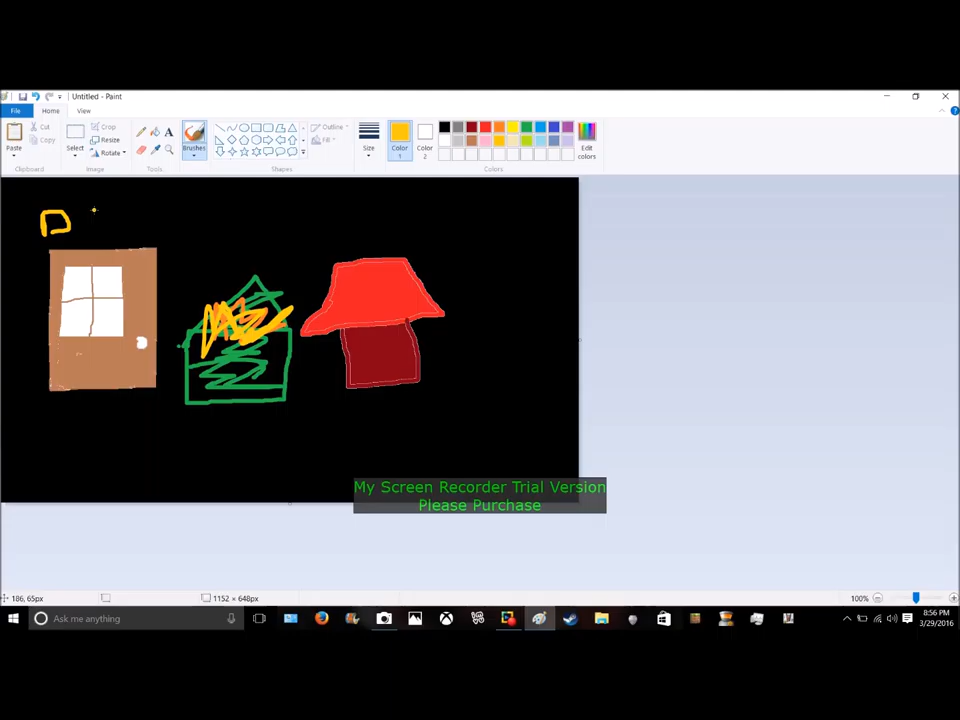 Untitled - Paint
File
Home
View
Paste
Cut
Copy
Clipboard
Select
Crop
Resize
Rotate
Image
A
Tools
Brushes
Outline
Fill
Shapes
Size
Color 1
Color 2
Edit colors
Colors
D
My Screen Recorder Trial Version
Please Purchase
186, 65px
1152 × 648px
100%
Ask me anything
8:56 PM
3/29/2016